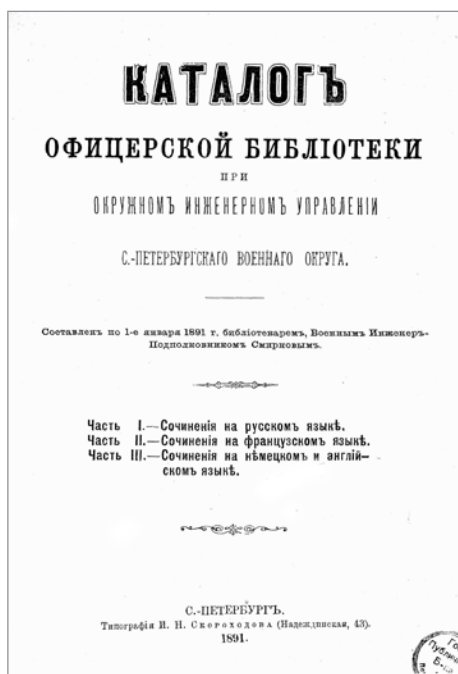 КАТАЛОГЪ
ОФИЦЕРСКОЙ БИБЛІОТЕКИ
ПРИ
ОКРУЖНОМЪ ИНЖЕНЕРНОМЪ УПРАВЛЕНІИ
С.-ПЕТЕРБУРГСКАГО ВОЕННАГО ОКРУГА.
Составленъ по 1-е января 1891 г. библіотекаремъ, Военнымъ Инженеръ-
Подполковникомъ Смирновымъ.
Часть I.—Сочиненія на русскомъ языкѣ.
Часть II.—Сочиненія на французскомъ языкѣ.
Часть III.—Сочиненія на нѣмецкомъ и англій-
скомъ языкѣ.
С.-ПЕТЕРБУРГЪ.
Типографія И. Н. Скороходова (Надеждинская, 43).
1891.